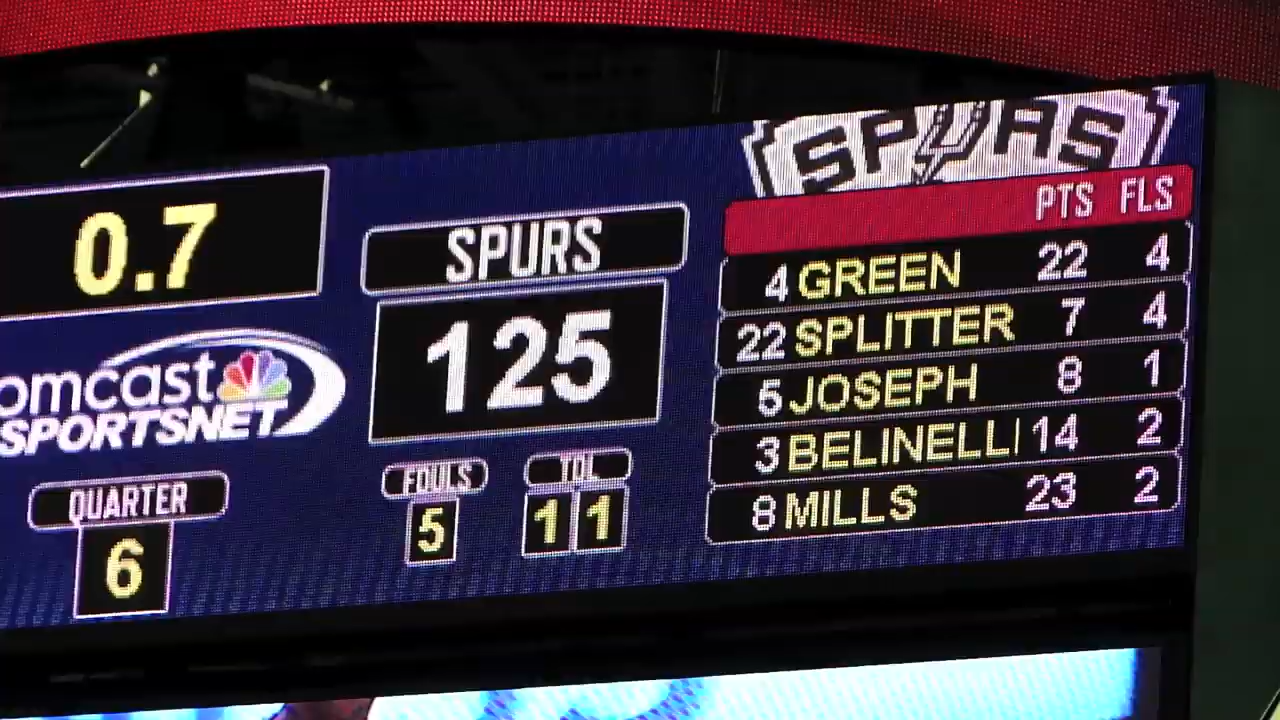 SPURS
PTS FLS
0.7
SPURS
125
4 GREEN 22 4
22 SPLITTER 7 4
5 JOSEPH 8 1
3 BELINELLI 14 2
8 MILLS 23 2
omcast
SPORTSNET
QUARTER
6
FOULS
5
TOL
1 1